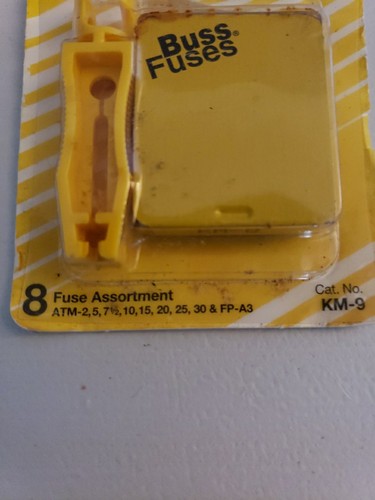 Buss®
Fuses
8 Fuse Assortment
ATM-2, 5, 7½, 10, 15, 20, 25, 30 & FP-A3
Cat. No.
KM-9